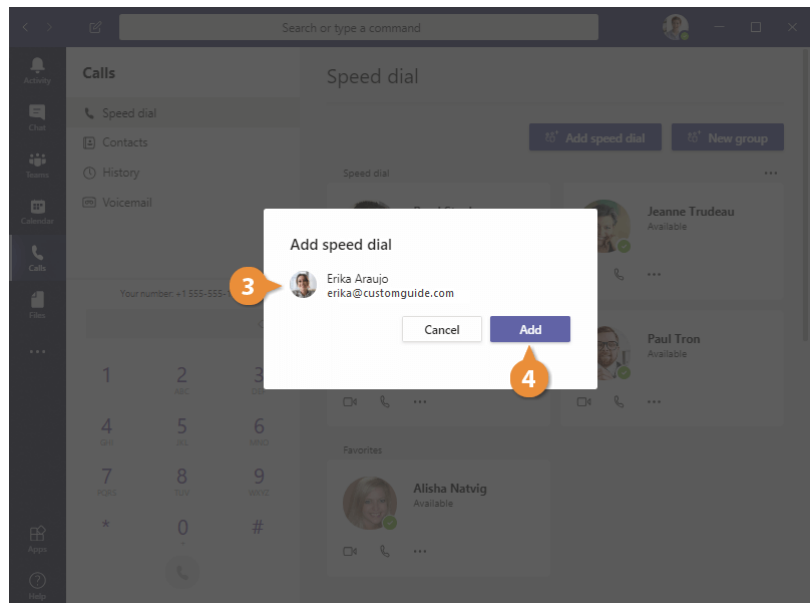 Search or type a command
Activity
Chat
Teams
Calendar
Calls
Files
Apps
Help
Calls
Speed dial
Contacts
History
Voicemail
Your number: +1 555-555-
1
2
ABC
3
4
GHI
5
JKL
6
MNO
7
PQRS
8
TUV
9
WXYZ
*
0
+
#
Speed dial
Add speed dial
New group
Speed dial
Jeanne Trudeau
Available
Paul Tron
Available
Favorites
Alisha Natvig
Available
Add speed dial
3
Erika Araujo
erika@customguide.com
Cancel
Add
4